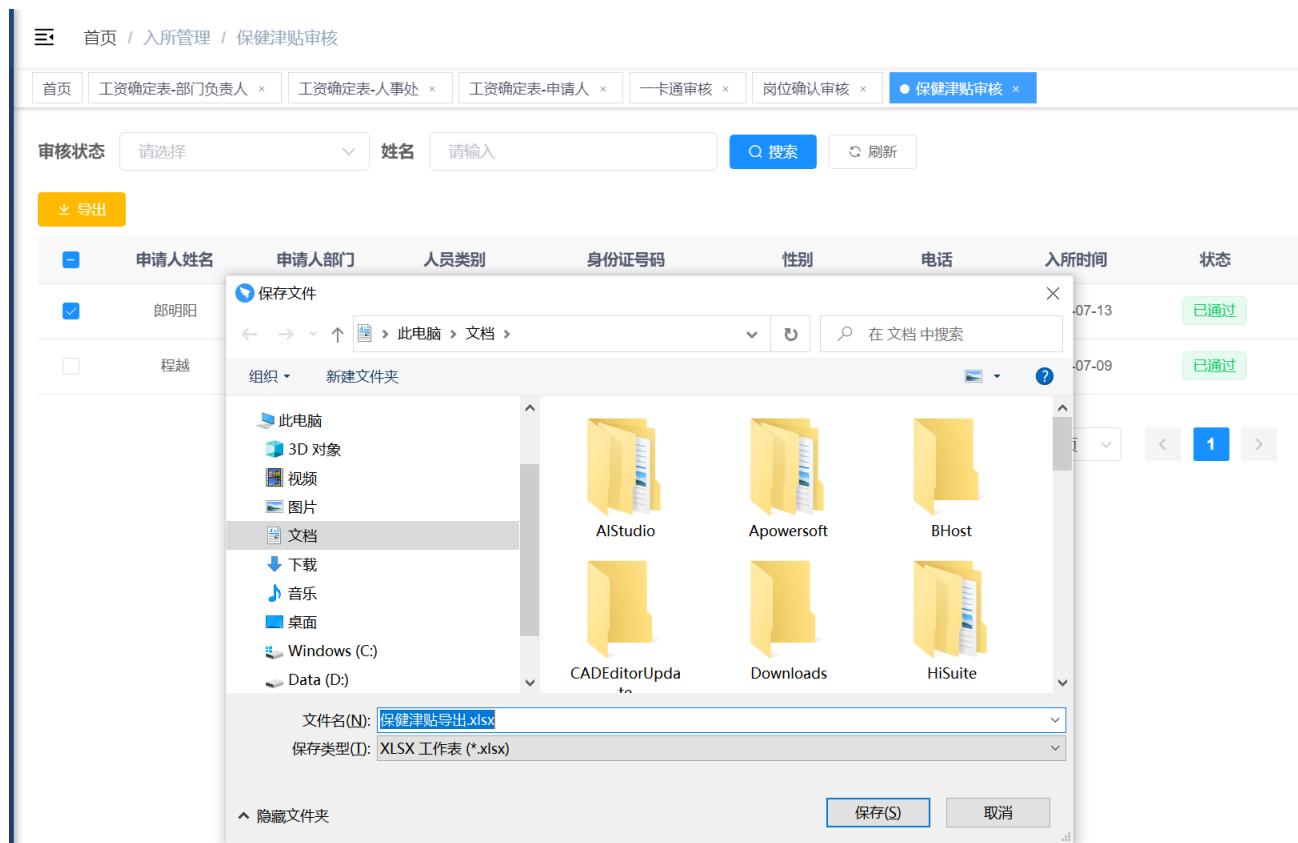 首页 / 入所管理 / 保健津贴审核
首页 工资确定表-部门负责人 × 工资确定表-人事处 × 工资确定表-申请人 × 一卡通审核 × 岗位确认审核 × 保健津贴审核 ×
审核状态 请选择 姓名 请输入 搜索 刷新
导出
申请人姓名 申请人部门 人员类别 身份证号码 性别 电话 入所时间 状态
郎明阳 -07-13 已通过
程越 -07-09 已通过
1
保存文件
此电脑 › 文档 ›
在 文档 中搜索
组织 新建文件夹
此电脑
3D 对象
视频
图片
文档
下载
音乐
桌面
Windows (C:)
Data (D:)
AIStudio Apowersoft BHost
CADEditorUpda Downloads HiSuite
文件名(N): 保健津贴导出.xlsx
保存类型(T): XLSX 工作表 (*.xlsx)
隐藏文件夹 保存(S) 取消